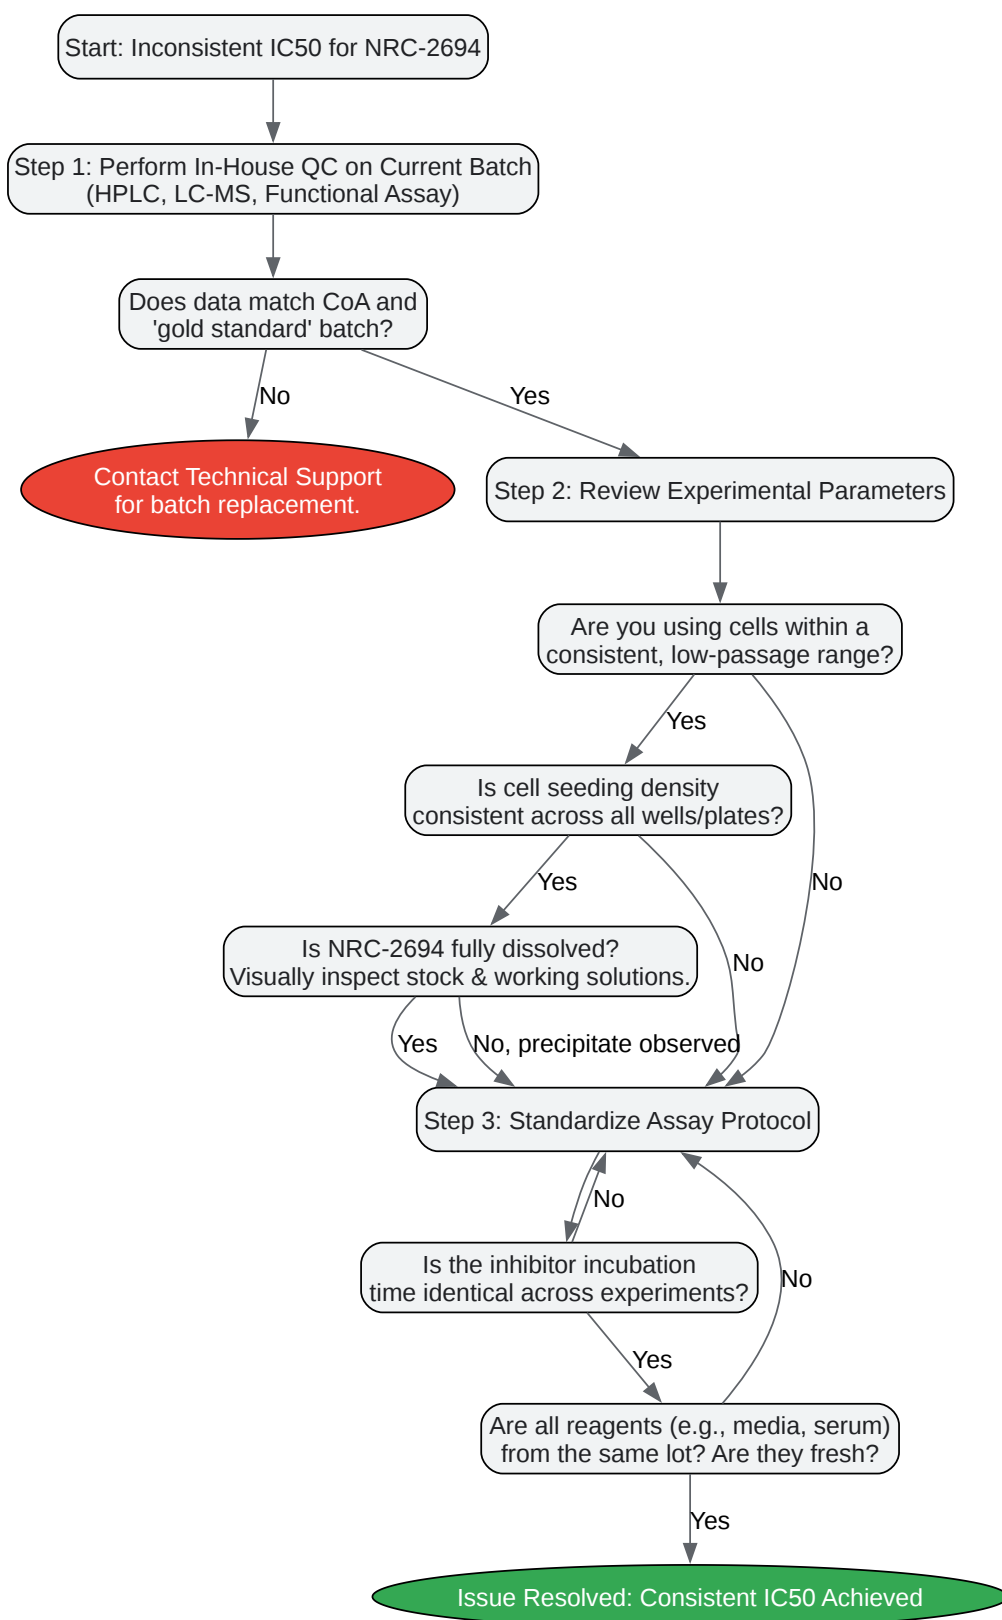 Start: Inconsistent IC50 for NRC-2694
Step 1: Perform In-House QC on Current Batch
(HPLC, LC-MS, Functional Assay)
Does data match CoA and
'gold standard' batch?
No
Yes
Contact Technical Support
for batch replacement.
Step 2: Review Experimental Parameters
Are you using cells within a
consistent, low-passage range?
Yes
No
Is cell seeding density
consistent across all wells/plates?
Yes
No
Is NRC-2694 fully dissolved?
Visually inspect stock & working solutions.
Yes
No, precipitate observed
Step 3: Standardize Assay Protocol
No
Is the inhibitor incubation
time identical across experiments?
No
Yes
Are all reagents (e.g., media, serum)
from the same lot? Are they fresh?
Yes
Issue Resolved: Consistent IC50 Achieved